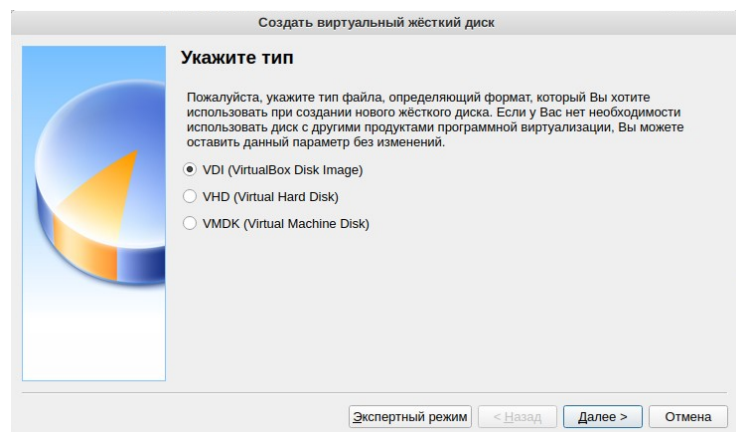 Создать виртуальный жёсткий диск
Укажите тип
Пожалуйста, укажите тип файла, определяющий формат, который Вы хотите
использовать при создании нового жёсткого диска. Если у Вас нет необходимости
использовать диск с другими продуктами программной виртуализации, Вы можете
оставить данный параметр без изменений.
VDI (VirtualBox Disk Image)
VHD (Virtual Hard Disk)
VMDK (Virtual Machine Disk)
Экспертный режим < Назад Далее > Отмена